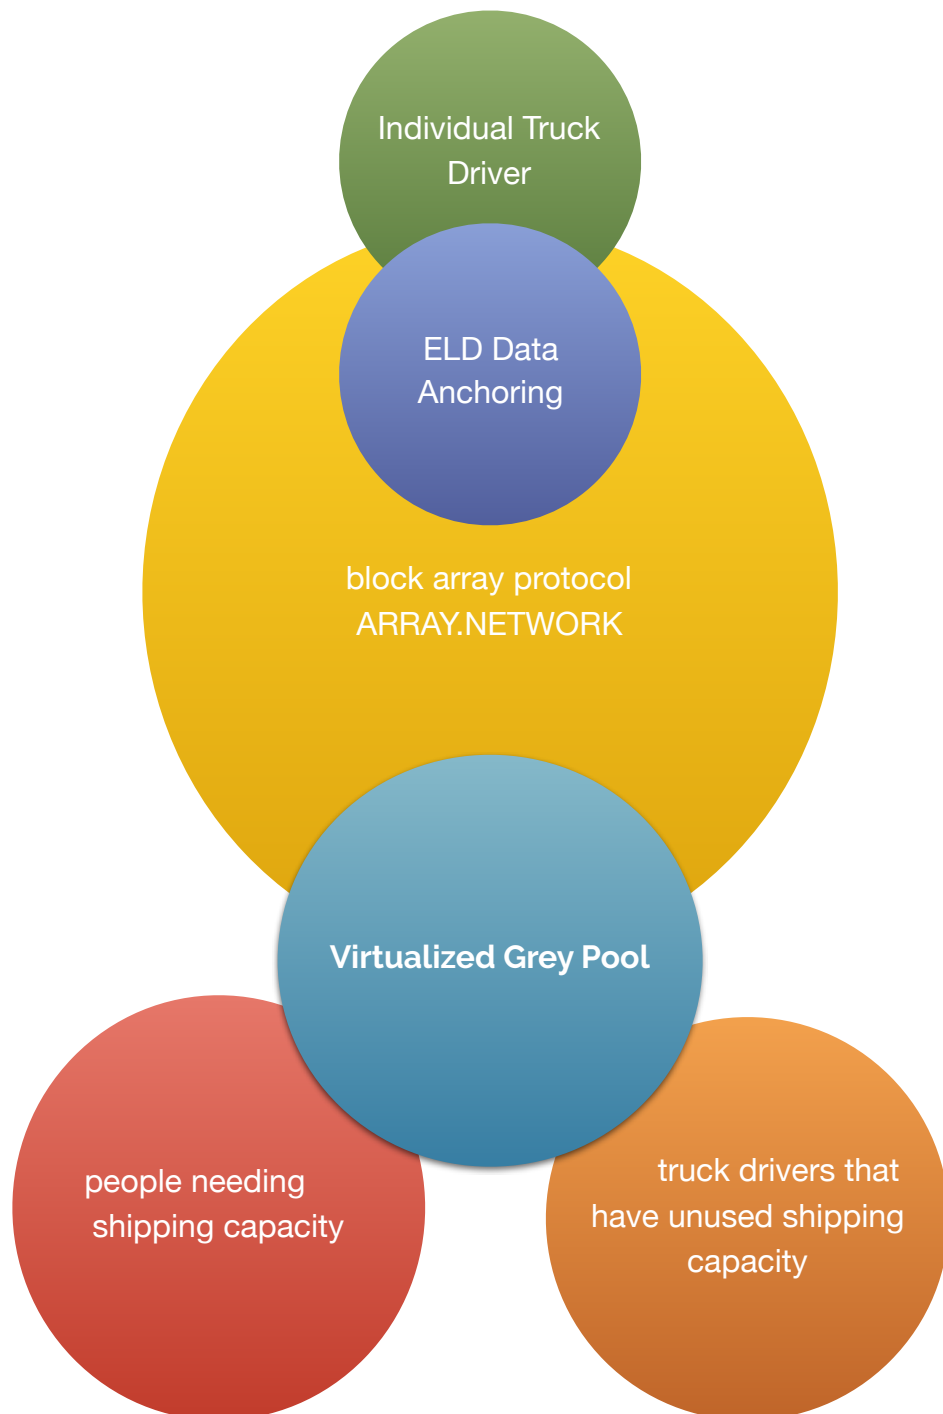 Individual Truck
Driver
ELD Data
Anchoring
block array protocol
ARRAY.NETWORK
Virtualized Grey Pool
people needing
shipping capacity
truck drivers that
have unused shipping
capacity